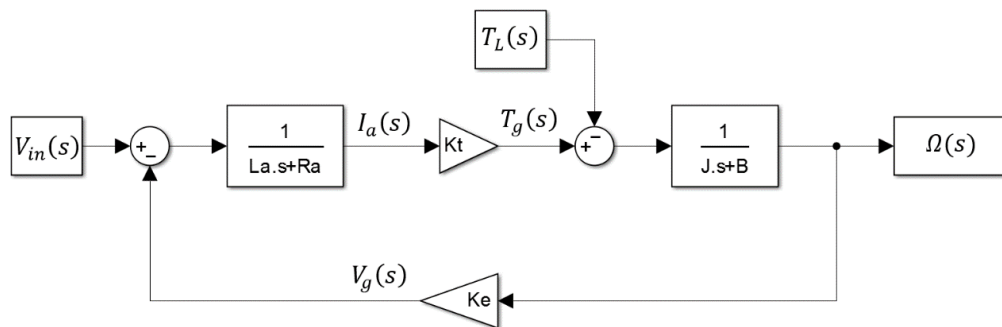 T_L(s)
V_in(s)
+
−
1
La.s+Ra
I_a(s)
Kt
T_g(s)
+
−
1
J.s+B
Ω(s)
V_g(s)
Ke